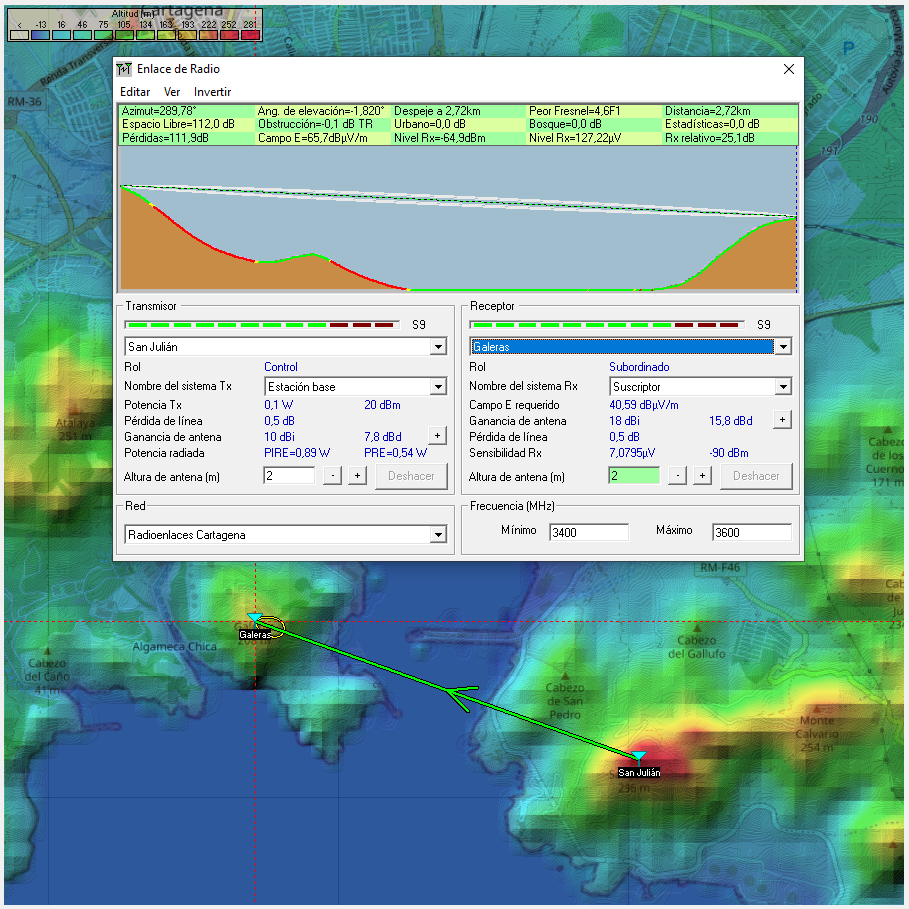 Cartagena
Altitud (m)
< -13 16 46 75 105 134 163 193 222 252 281
Ronda Transversal
RM-36
P
190
191
190
Enlace de Radio
Editar Ver Invertir
Azimut=289,78° Ang. de elevación=-1,820° Despeje a 2,72km Peor Fresnel=4,6F1 Distancia=2,72km
Espacio Libre=112,0 dB Obstrucción=-0,1 dB TR Urbano=0,0 dB Bosque=0,0 dB Estadísticas=0,0 dB
Pérdidas=111,9dB Campo E=65,7dBµV/m Nivel Rx=-64,9dBm Nivel Rx=127,22µV Rx relativo=25,1dB
Transmisor
S9
San Julián
Rol Control
Nombre del sistema Tx Estación base
Potencia Tx 0,1 W 20 dBm
Pérdida de línea 0,5 dB
Ganancia de antena 10 dBi 7,8 dBd +
Potencia radiada PIRE=0,89 W PRE=0,54 W
Altura de antena (m) 2 - + Deshacer
Receptor
S9
Galeras
Rol Subordinado
Nombre del sistema Rx Suscriptor
Campo E requerido 40,59 dBµV/m
Ganancia de antena 18 dBi 15,8 dBd +
Pérdida de línea 0,5 dB
Sensibilidad Rx 7,0795µV -90 dBm
Altura de antena (m) 2 - + Deshacer
Red
Radioenlaces Cartagena
Frecuencia (MHz)
Mínimo 3400 Máximo 3600
Atalaya
251 m
Cabezo
de los
Cuerno
171 m
RM-F46
Galeras
Algameca Chica
Cabezo
del Caño
41 m
Cabezo
del Gallufo
Cabezo
de San
Pedro
Monte
Calvario
254 m
San Julián